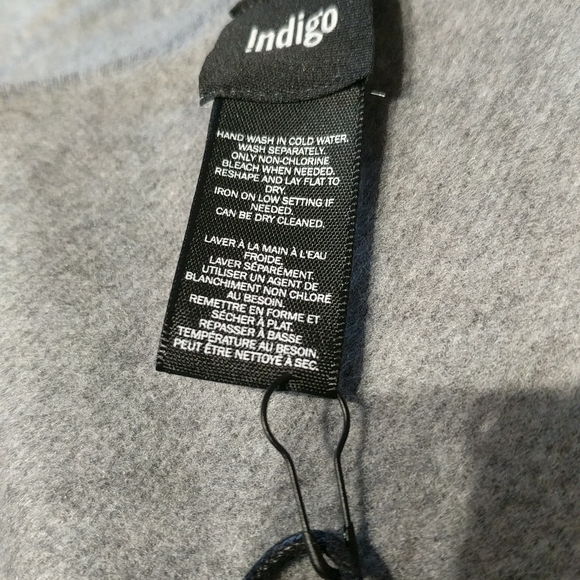 Indigo
HAND WASH IN COLD WATER.
WASH SEPARATELY.
ONLY NON-CHLORINE
BLEACH WHEN NEEDED.
RESHAPE AND LAY FLAT TO
DRY.
IRON ON LOW SETTING IF
NEEDED.
CAN BE DRY CLEANED.
LAVER À LA MAIN À L'EAU
FROIDE.
LAVER SÉPARÉMENT.
UTILISER UN AGENT DE
BLANCHIMENT NON CHLORÉ
AU BESOIN.
REMETTRE EN FORME ET
SÉCHER À PLAT.
REPASSER À BASSE
TEMPÉRATURE AU BESOIN.
PEUT ÊTRE NETTOYÉ À SEC.